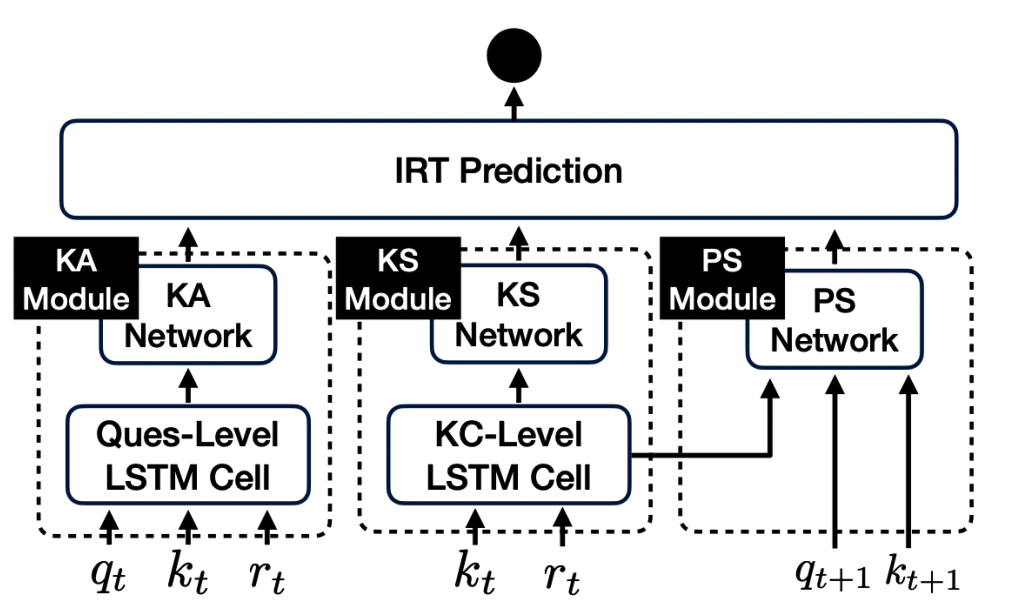 IRT Prediction
KA
Module
KA
Network
Ques-Level
LSTM Cell
q_t k_t r_t
KS
Module
KS
Network
KC-Level
LSTM Cell
k_t r_t
PS
Module
PS
Network
q_{t+1} k_{t+1}